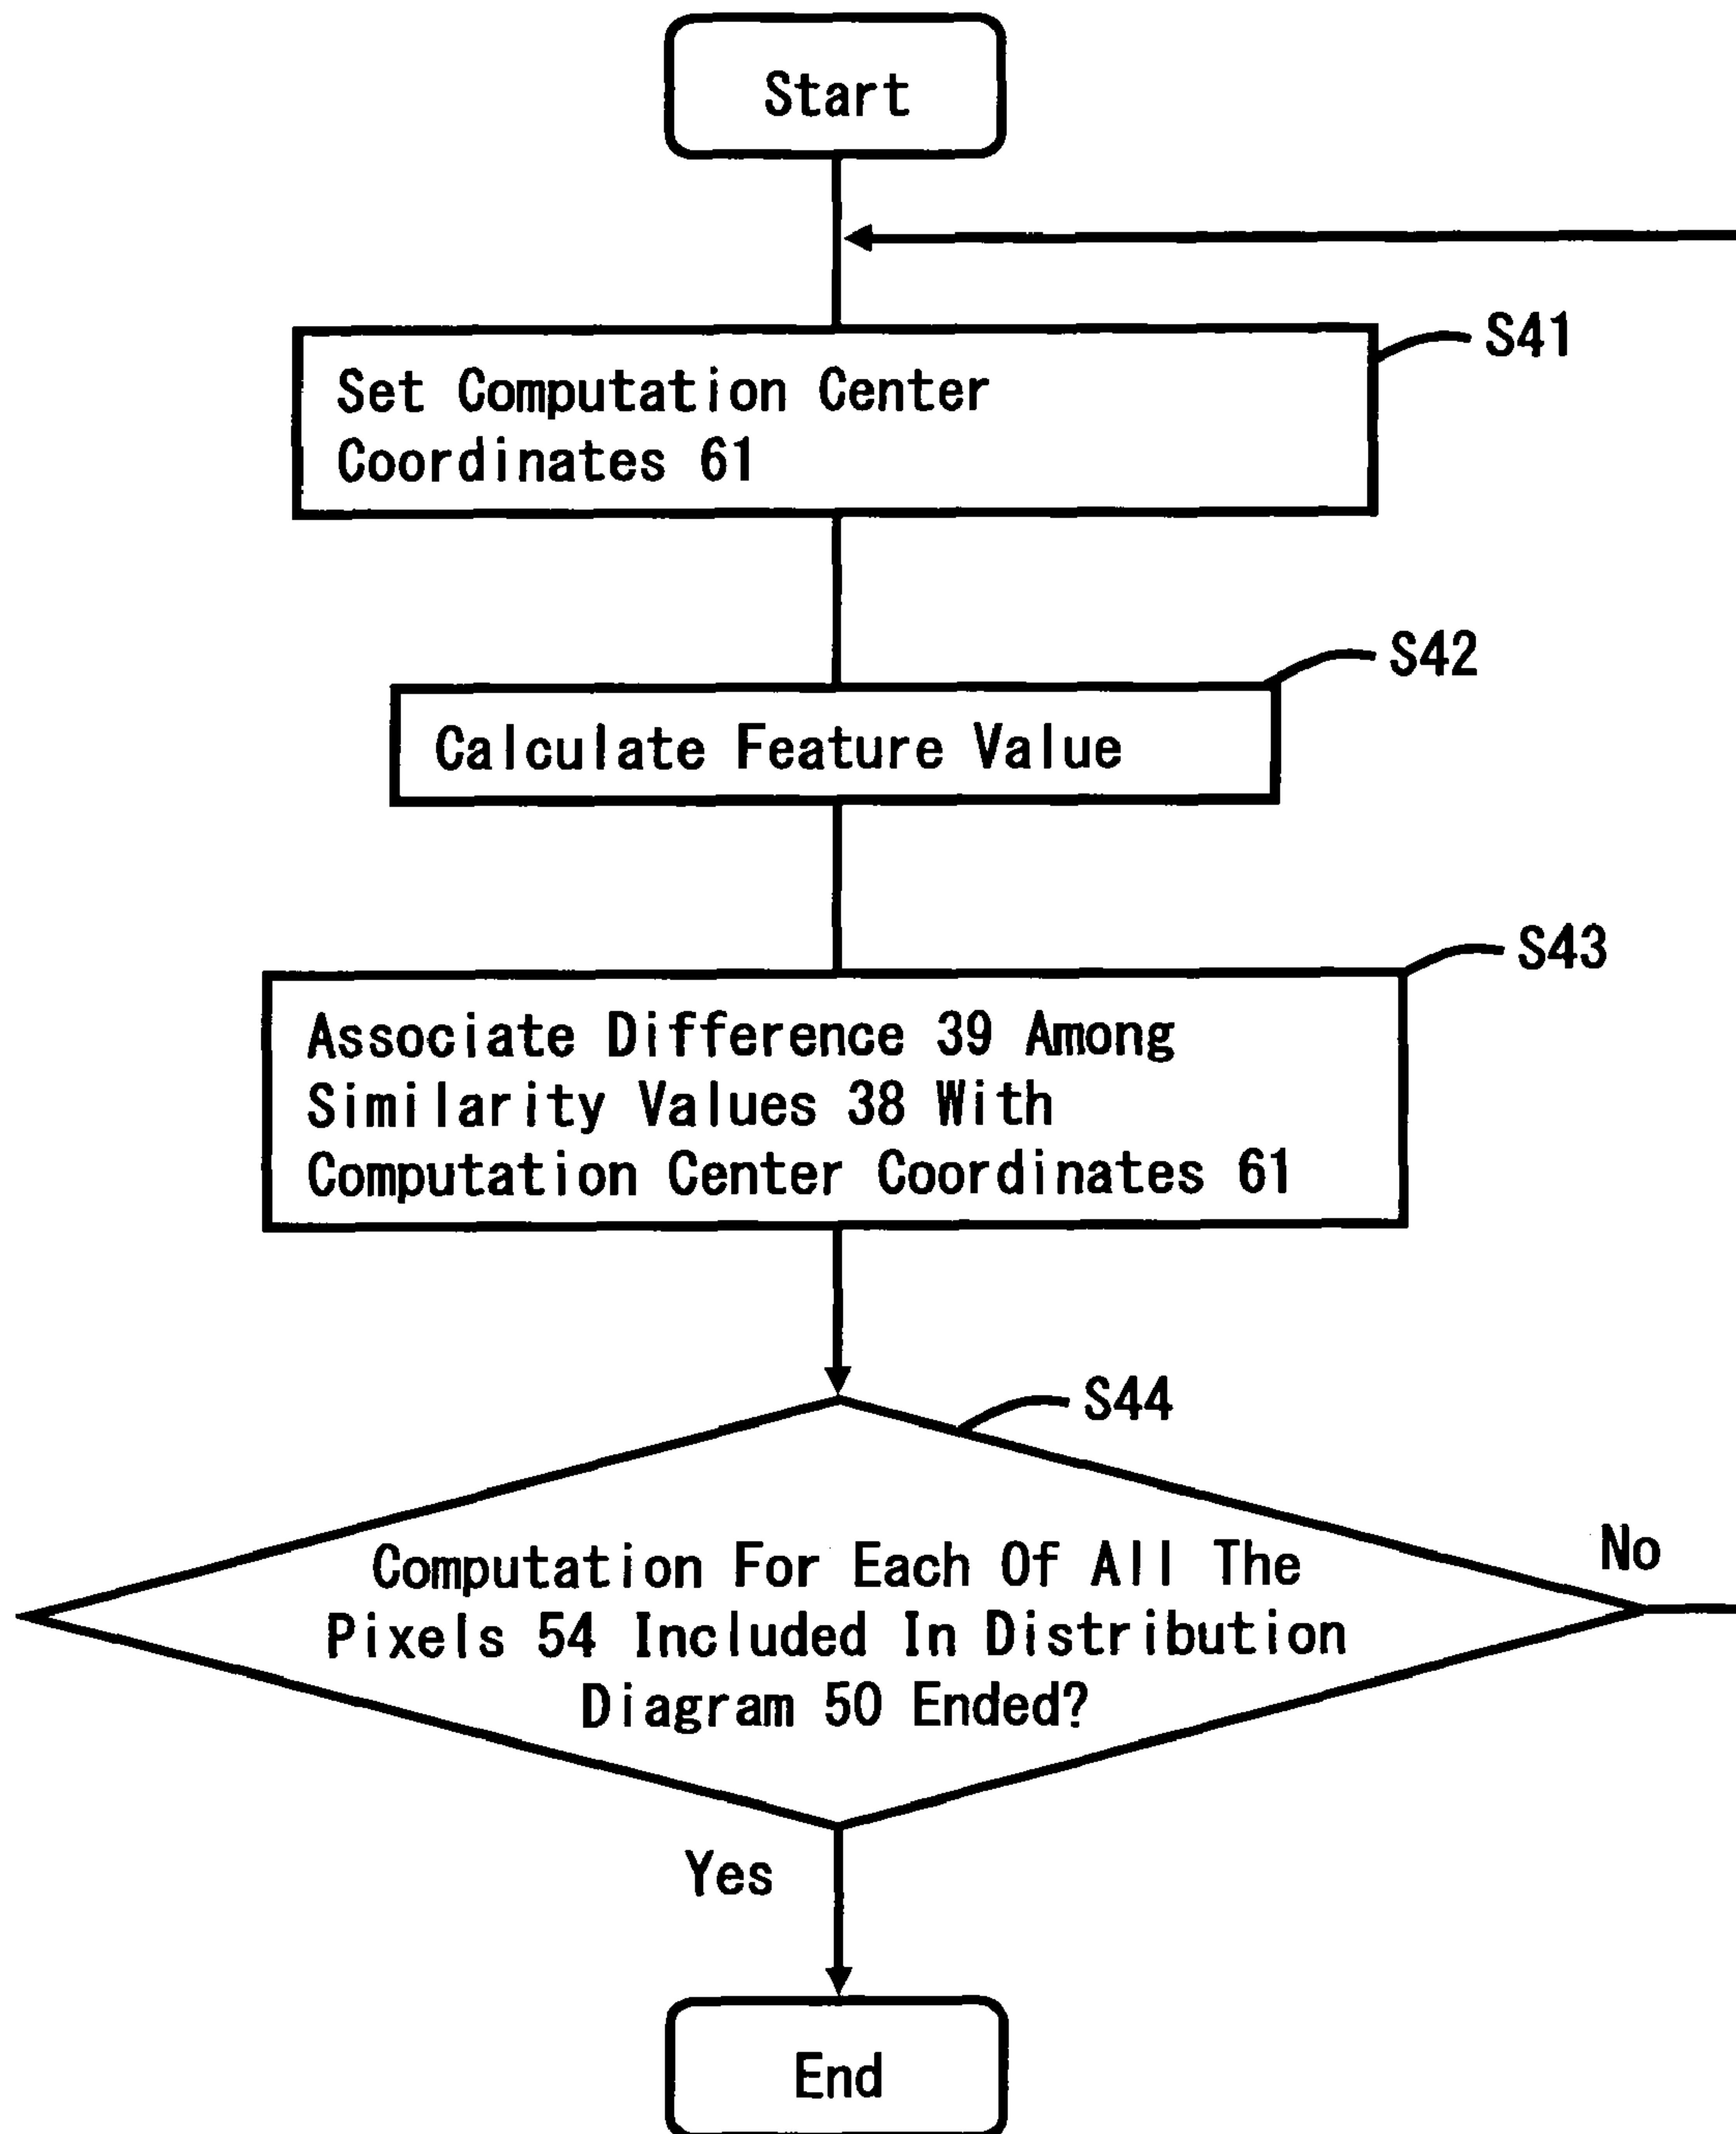 Start
S41
Set Computation Center
Coordinates 61
S42
Calculate Feature Value
S43
Associate Difference 39 Among
Similarity Values 38 With
Computation Center Coordinates 61
S44
Computation For Each Of All The
Pixels 54 Included In Distribution
Diagram 50 Ended?
No
Yes
End